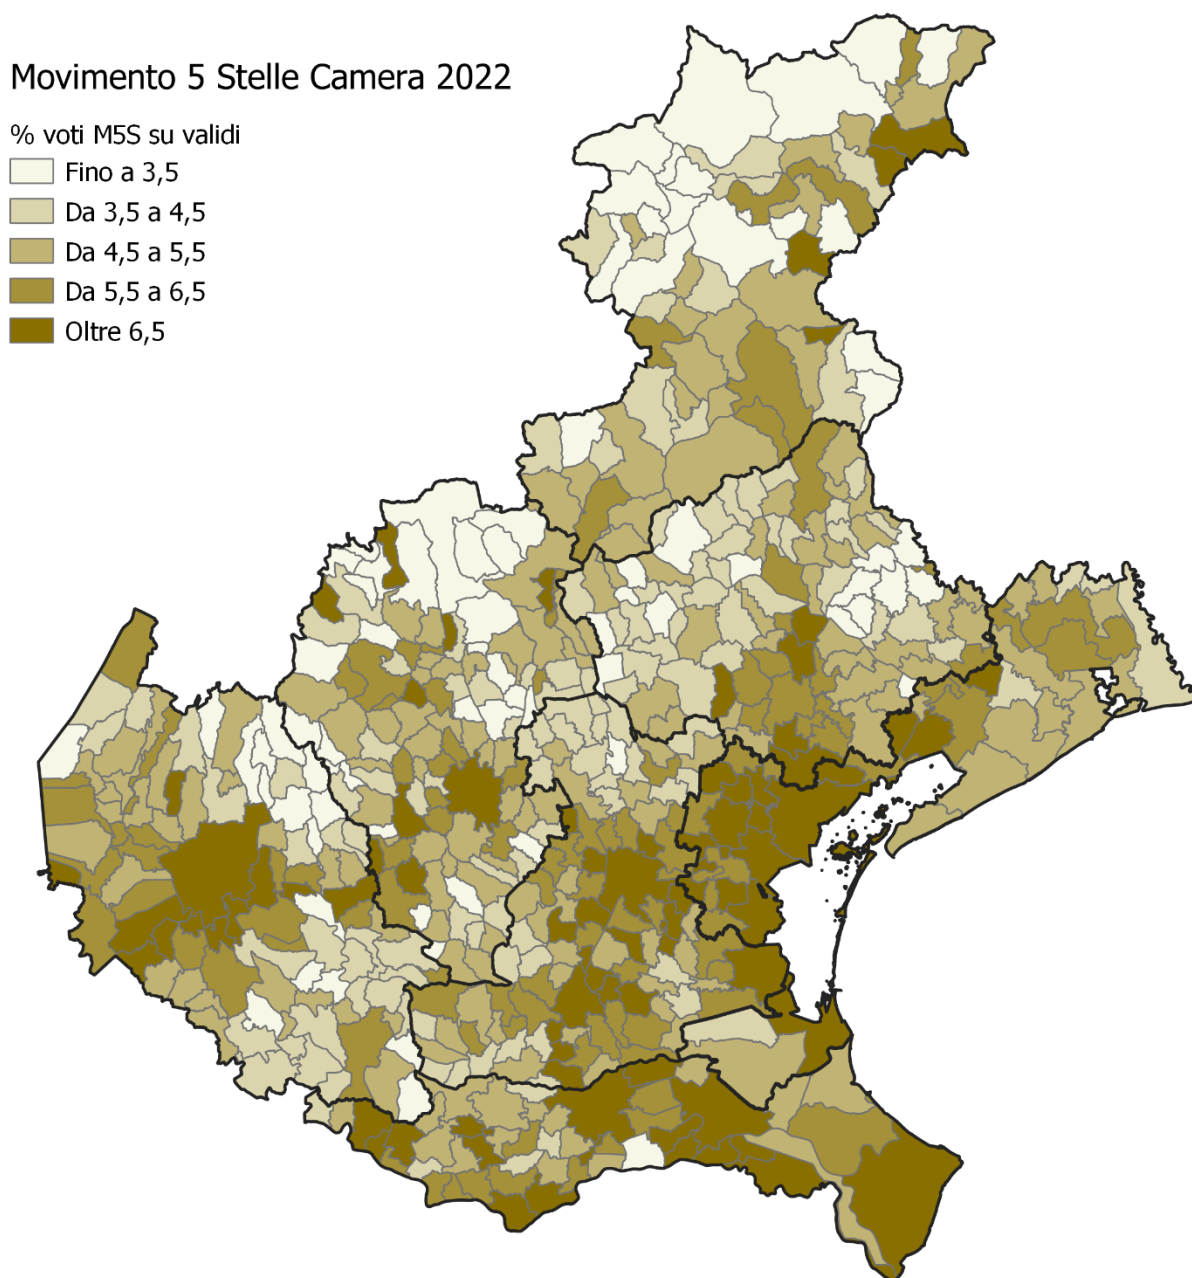 Movimento 5 Stelle Camera 2022
% voti M5S su validi
Fino a 3,5
Da 3,5 a 4,5
Da 4,5 a 5,5
Da 5,5 a 6,5
Oltre 6,5